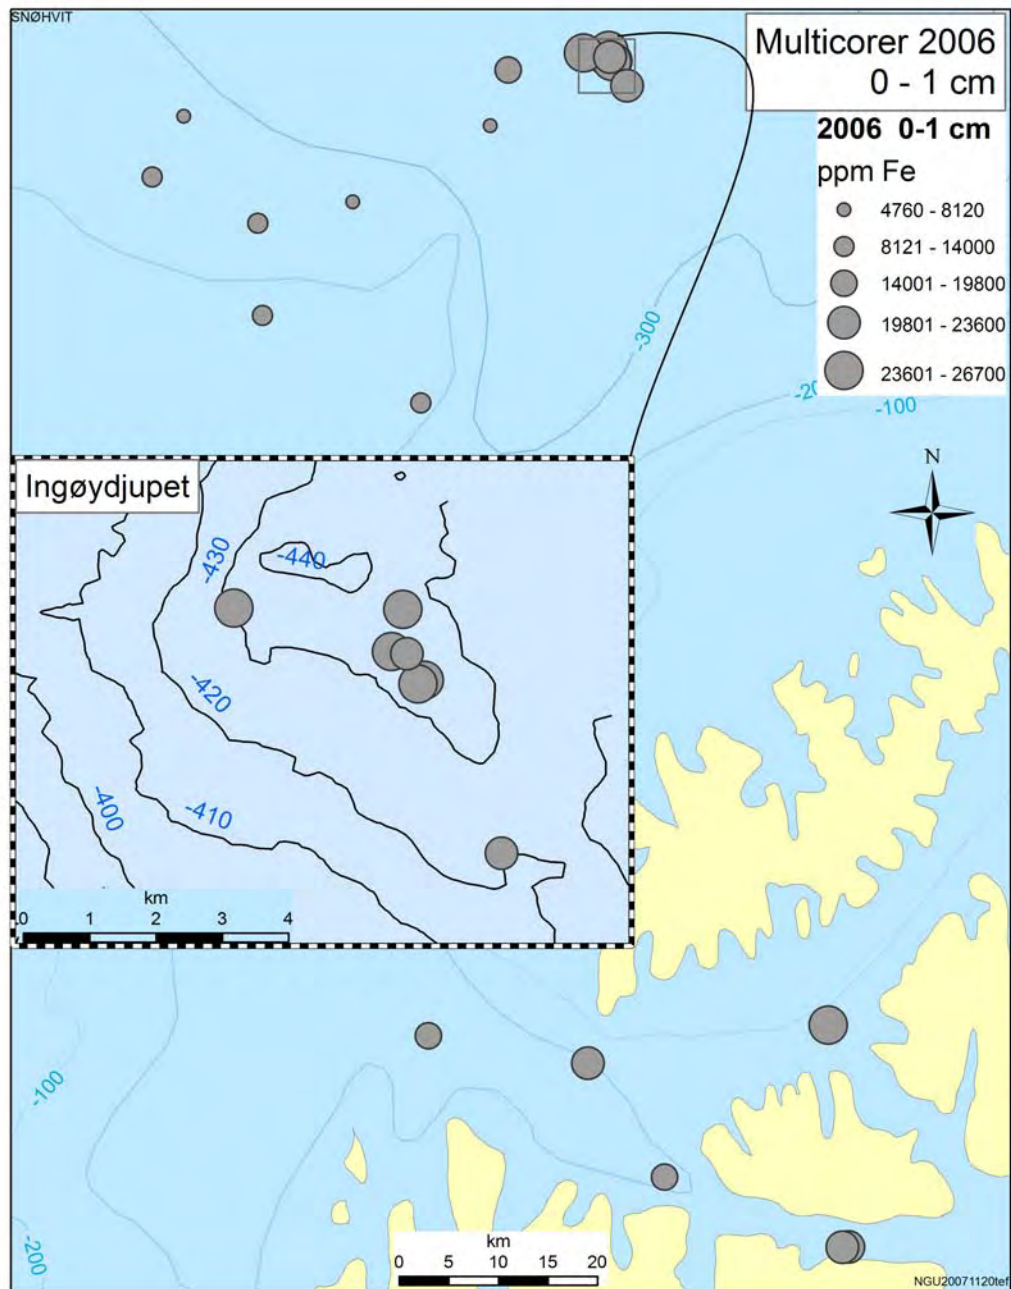 SNØHVIT
Multicorer 2006
0 - 1 cm
2006 0-1 cm
ppm Fe
4760 - 8120
8121 - 14000
14001 - 19800
19801 - 23600
23601 - 26700
-300
-100
N
Ingøydjupet
-430
-440
-420
-400
-410
km
0 1 2 3 4
-100
-200
km
0 5 10 15 20
NGU20071120tef